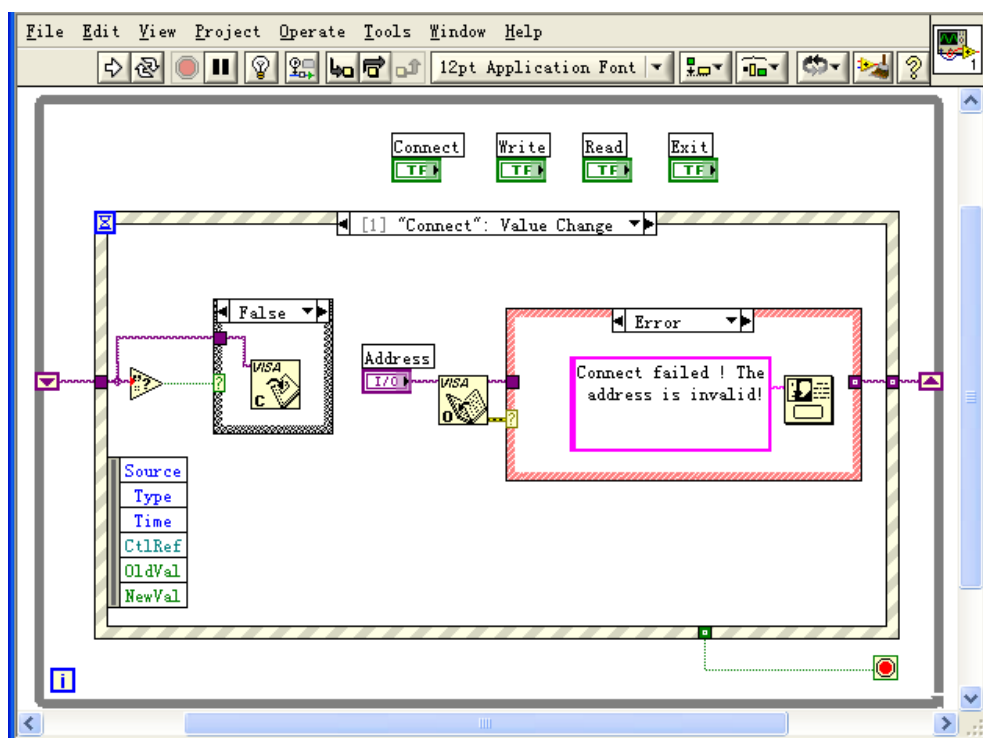 File Edit View Project Operate Tools Window Help
12pt Application Font
1
Connect Write Read Exit
TF TF TF TF
[1] "Connect": Value Change
False
Error
Address
I/O
VISA
C
VISA
O
"?
?
?
Connect failed ! The
address is invalid!
Source
Type
Time
CtlRef
OldVal
NewVal
i